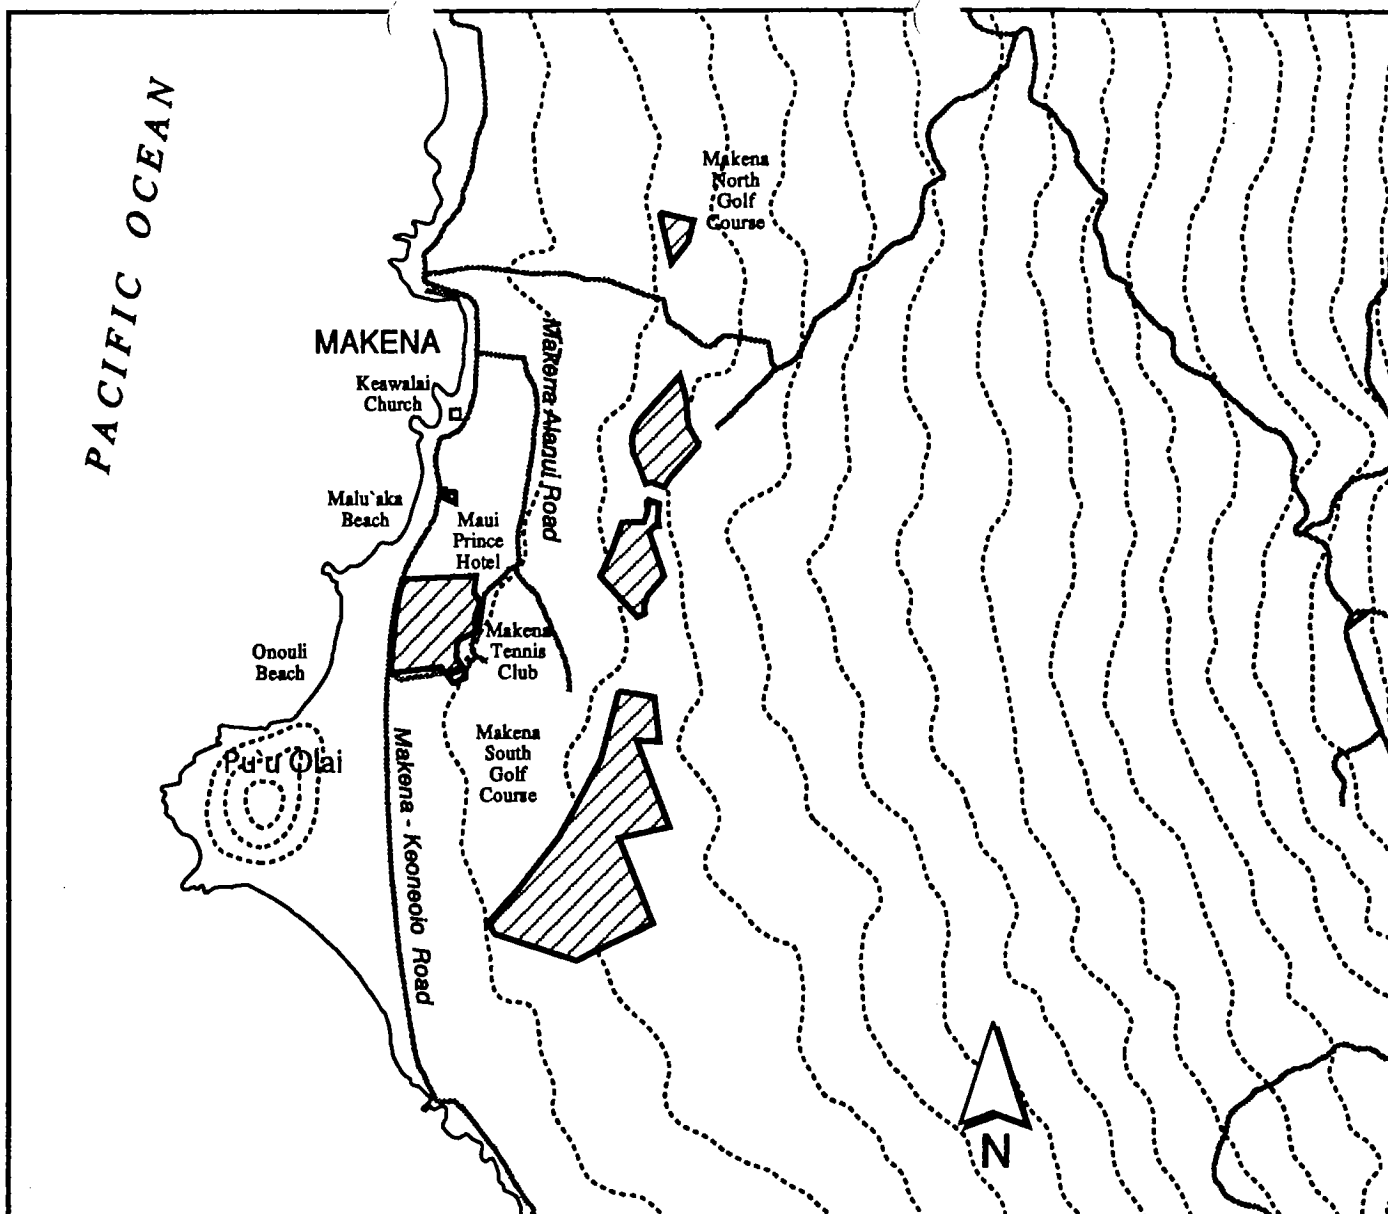 PACIFIC OCEAN
Makena
North
Golf
Course
MAKENA
Makena Alanui Road
Keawalai
Church
Malu`aka
Beach
Maui
Prince
Hotel
Makena
Tennis
Club
Onouli
Beach
Makena
South
Golf
Course
Pu`u Olai
Makena - Keoneoio Road
N